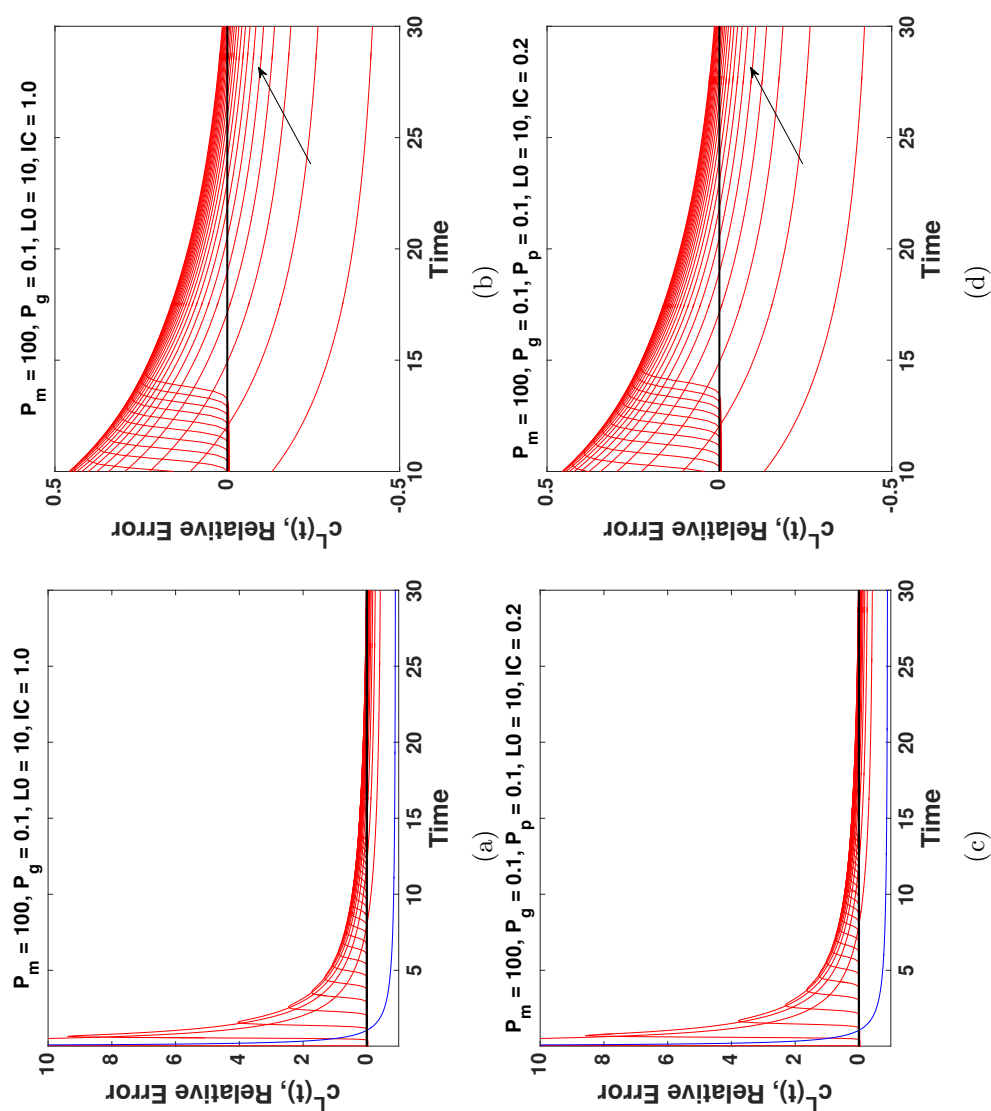 P_m = 100, P_g = 0.1, L0 = 10, IC = 1.0
c^L(t), Relative Error
10
8
6
4
2
0
5
10
15
20
25
30
Time
(a)
P_m = 100, P_g = 0.1, L0 = 10, IC = 1.0
c^L(t), Relative Error
0.5
0
-0.5
10
15
20
25
30
Time
(b)
P_m = 100, P_g = 0.1, P_p = 0.1, L0 = 10, IC = 0.2
c^L(t), Relative Error
10
8
6
4
2
0
5
10
15
20
25
30
Time
(c)
P_m = 100, P_g = 0.1, P_p = 0.1, L0 = 10, IC = 0.2
c^L(t), Relative Error
0.5
0
-0.5
10
15
20
25
30
Time
(d)